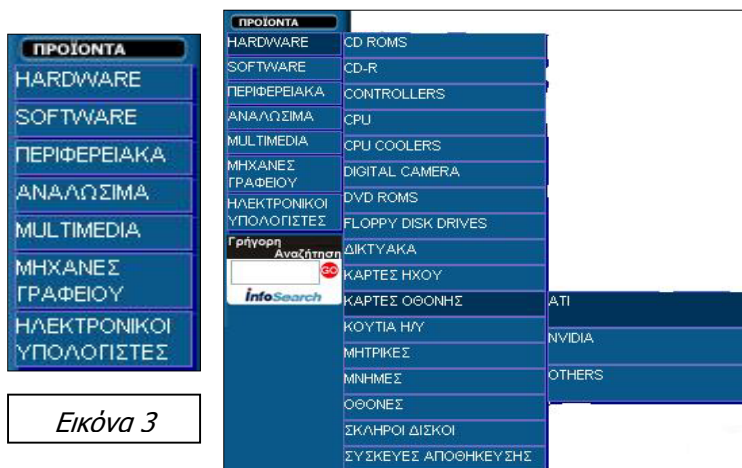 ΠΡΟΪΟΝΤΑ
HARDWARE
SOFTWARE
ΠΕΡΙΦΕΡΕΙΑΚΑ
ΑΝΑΛΩΣΙΜΑ
MULTIMEDIA
ΜΗΧΑΝΕΣ
ΓΡΑΦΕΙΟΥ
ΗΛΕΚΤΡΟΝΙΚΟΙ
ΥΠΟΛΟΓΙΣΤΕΣ
Εικόνα 3
ΠΡΟΪΟΝΤΑ
HARDWARE
SOFTWARE
ΠΕΡΙΦΕΡΕΙΑΚΑ
ΑΝΑΛΩΣΙΜΑ
MULTIMEDIA
ΜΗΧΑΝΕΣ
ΓΡΑΦΕΙΟΥ
ΗΛΕΚΤΡΟΝΙΚΟΙ
ΥΠΟΛΟΓΙΣΤΕΣ
Γρήγορη
Αναζήτηση
GO
infoSearch
CD ROMS
CD-R
CONTROLLERS
CPU
CPU COOLERS
DIGITAL CAMERA
DVD ROMS
FLOPPY DISK DRIVES
ΔΙΚΤΥΑΚΑ
ΚΑΡΤΕΣ ΗΧΟΥ
ΚΑΡΤΕΣ ΟΘΟΝΗΣ
ΚΟΥΤΙΑ Η/Υ
ΜΗΤΡΙΚΕΣ
ΜΝΗΜΕΣ
ΟΘΟΝΕΣ
ΣΚΛΗΡΟΙ ΔΙΣΚΟΙ
ΣΥΣΚΕΥΕΣ ΑΠΟΘΗΚΕΥΣΗΣ
ATI
NVIDIA
OTHERS